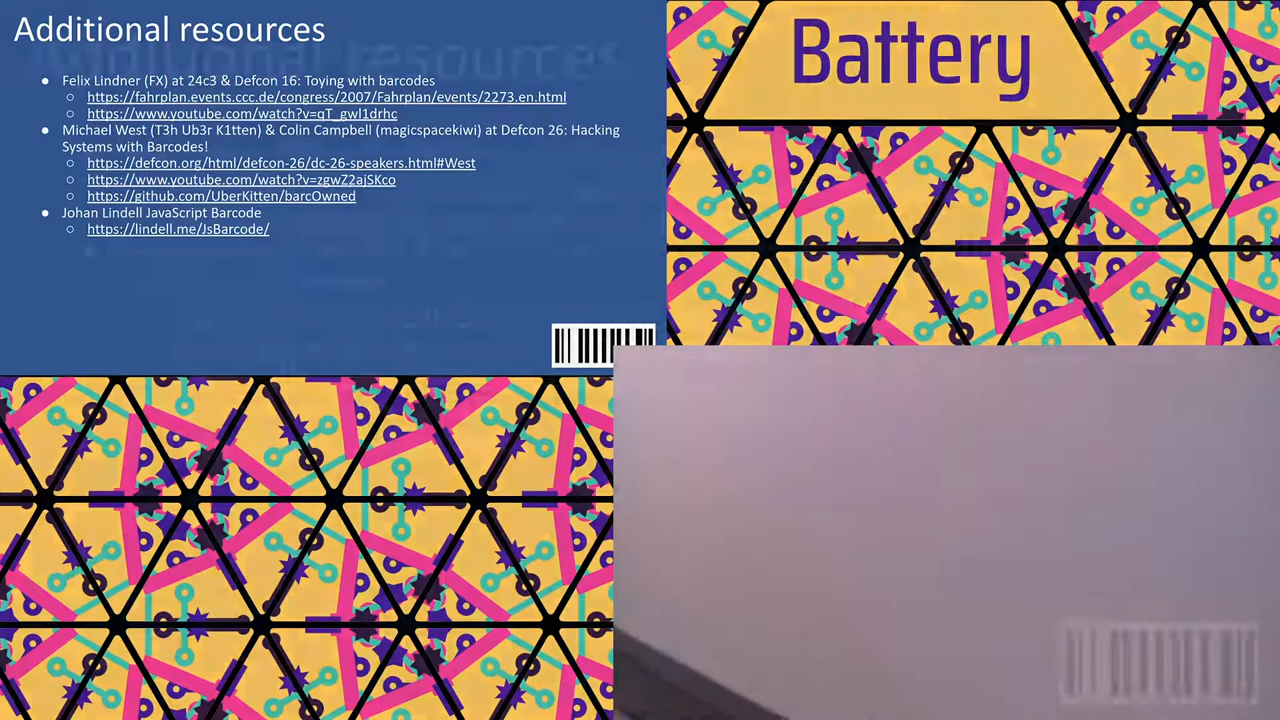 Additional resources
Battery
● Felix Lindner (FX) at 24c3 & Defcon 16: Toying with barcodes
○ https://fahrplan.events.ccc.de/congress/2007/Fahrplan/events/2273.en.html
○ https://www.youtube.com/watch?v=qT_gwl1drhc
● Michael West (T3h Ub3r K1tten) & Colin Campbell (magicspacekiwi) at Defcon 26: Hacking
Systems with Barcodes!
○ https://defcon.org/html/defcon-26/dc-26-speakers.html#West
○ https://www.youtube.com/watch?v=zgwZ2ajSKco
○ https://github.com/UberKitten/barcOwned
● Johan Lindell JavaScript Barcode
○ https://lindell.me/JsBarcode/